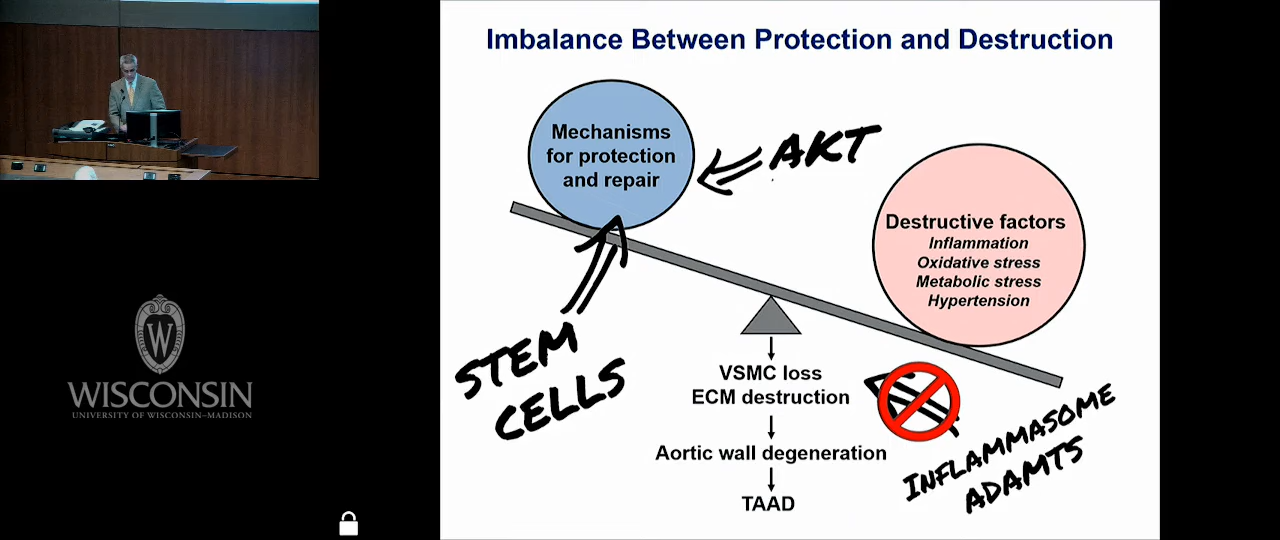 Imbalance Between Protection and Destruction
Mechanisms
for protection
and repair
AKT
Destructive factors
Inflammation
Oxidative stress
Metabolic stress
Hypertension
STEM
CELLS
VSMC loss
ECM destruction
Aortic wall degeneration
TAAD
INFLAMMASOME
ADAMTS
W
WISCONSIN
UNIVERSITY OF WISCONSIN–MADISON